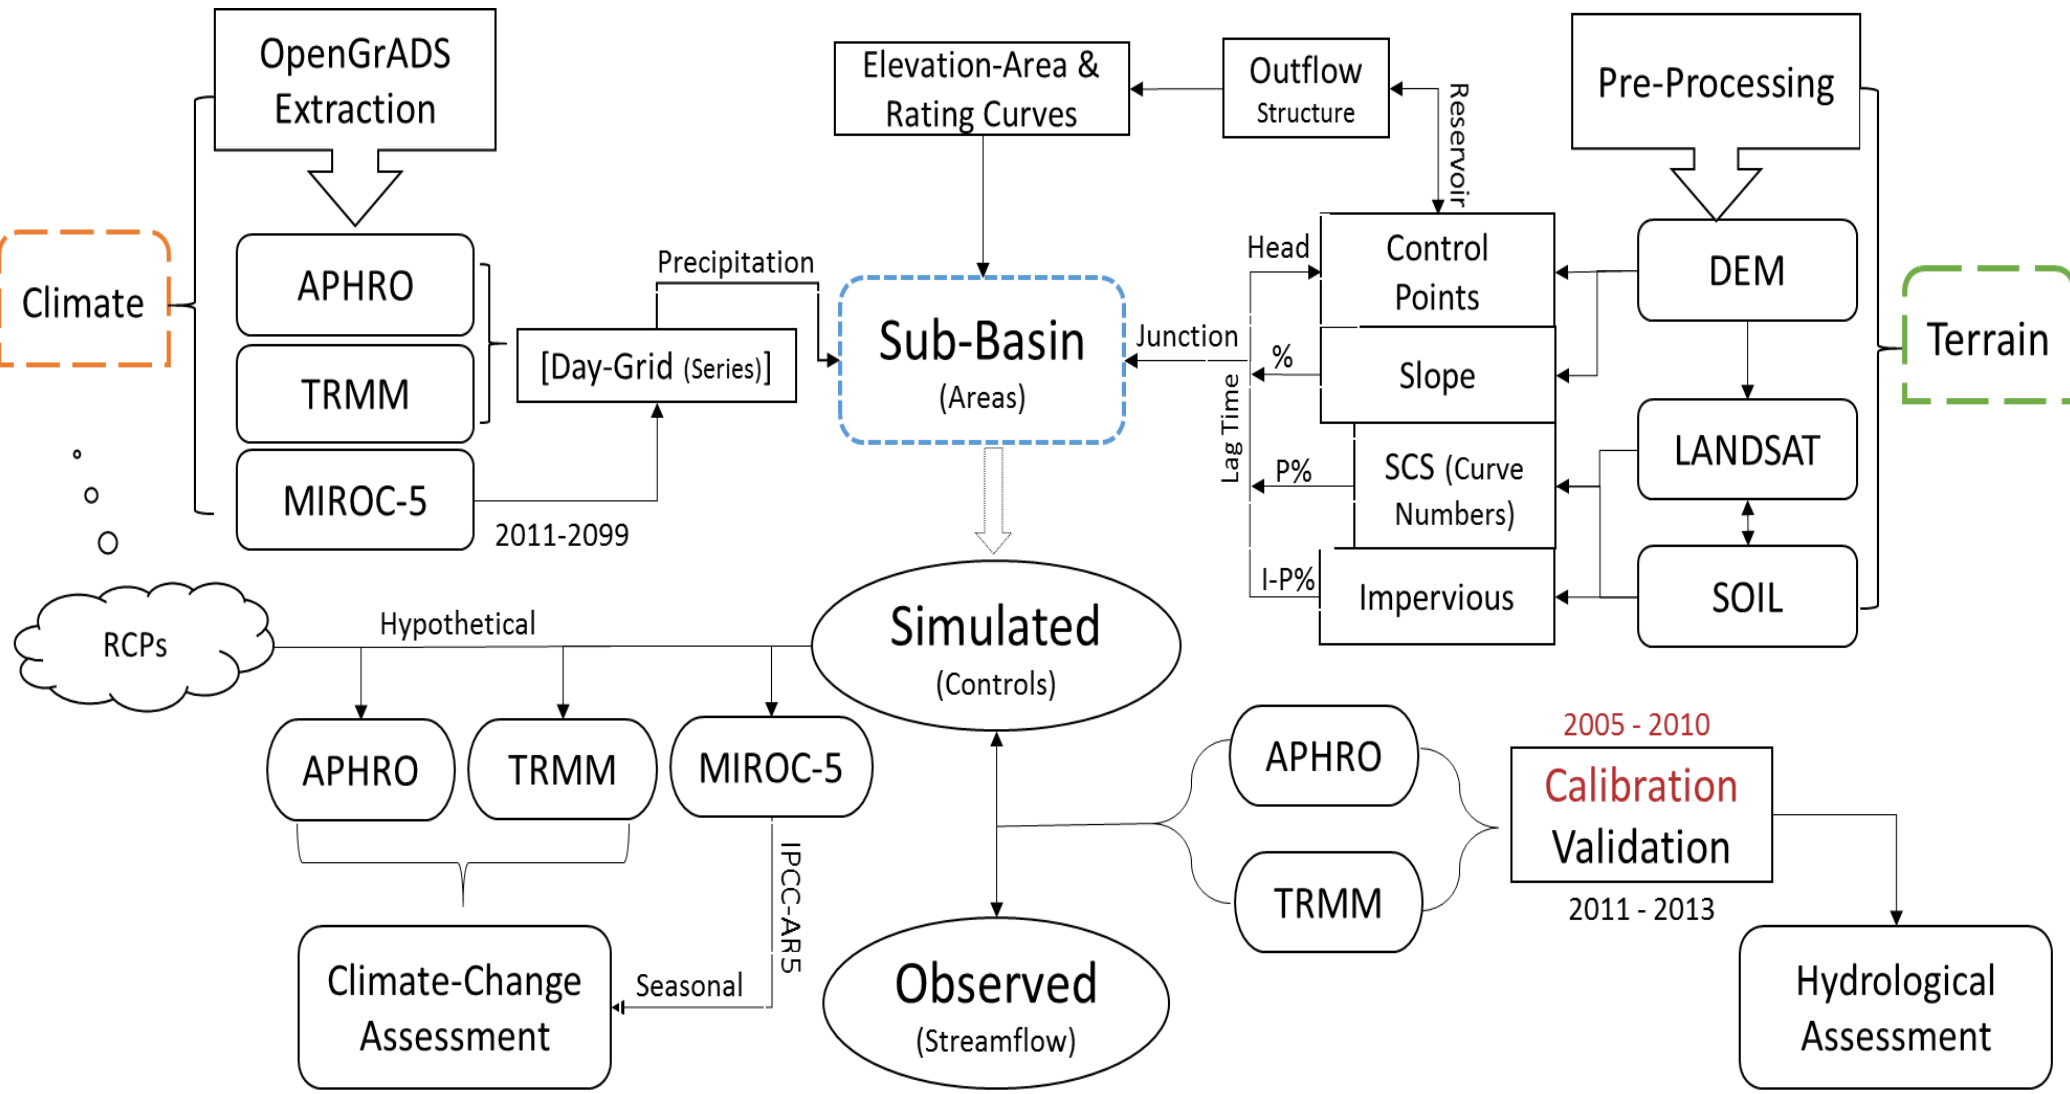 OpenGrADS
Extraction
Climate
APHRO
TRMM
MIROC-5
2011-2099
[Day-Grid (Series)]
Precipitation
Elevation-Area &
Rating Curves
Outflow
Structure
Reservoir
Pre-Processing
Sub-Basin
(Areas)
Junction
Head
%
Lag Time
P%
I-P%
Control
Points
Slope
SCS (Curve
Numbers)
Impervious
DEM
LANDSAT
SOIL
Terrain
RCPs
Hypothetical
Simulated
(Controls)
APHRO
TRMM
MIROC-5
IPCC-AR5
Seasonal
Climate-Change
Assessment
Observed
(Streamflow)
APHRO
TRMM
2005 - 2010
Calibration
Validation
2011 - 2013
Hydrological
Assessment